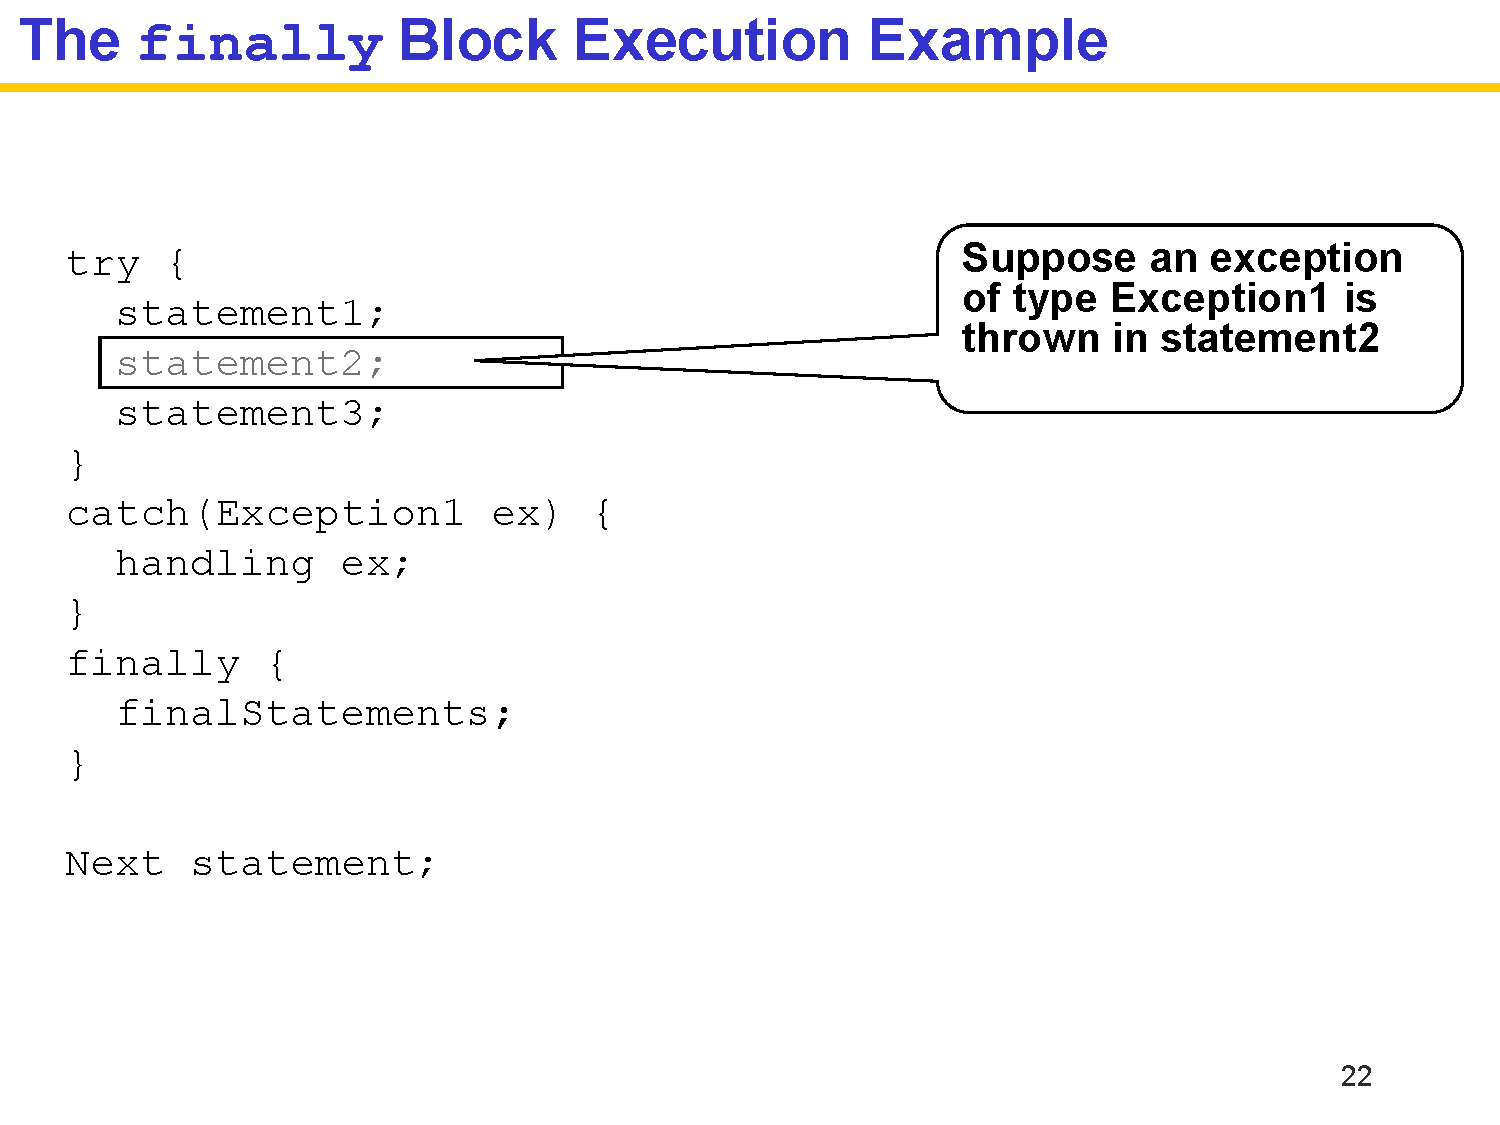 The finally Block Execution Example
try {
statement1;
statement2;
statement3;
}
catch(Exception1 ex) {
handling ex;
}
finally {
finalStatements;
}
Next statement;
Suppose an exception
of type Exception1 is
thrown in statement2
22